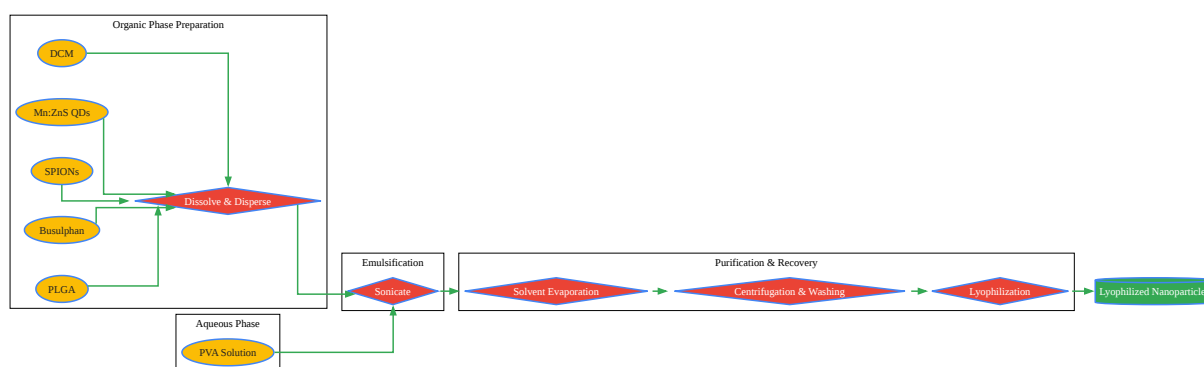 Organic Phase Preparation
DCM
Mn:ZnS QDs
SPIONs
Dissolve & Disperse
Busulphan
PLGA
Emulsification
Purification & Recovery
Sonicate
Solvent Evaporation
Centrifugation & Washing
Lyophilization
Lyophilized Nanoparticle
Aqueous Phase
PVA Solution